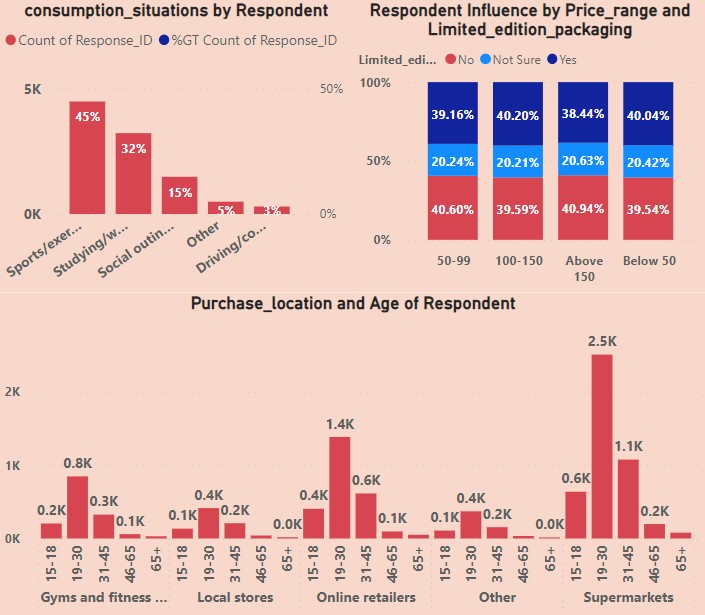 consumption_situations by Respondent
Count of Response_ID %GT Count of Response_ID
5K
50%
45%
32%
15%
5%
3%
0K
0%
Sports/exer...
Studying/w...
Social outin...
Other
Driving/co...
Respondent Influence by Price_range and
Limited_edition_packaging
Limited_edi... No Not Sure Yes
100%
39.16% 40.20% 38.44% 40.04%
50%
20.24% 20.21% 20.63% 20.42%
40.60% 39.59% 40.94% 39.54%
0%
50-99 100-150 Above
150 Below 50
Purchase_location and Age of Respondent
2K
1K
0K
0.2K 0.8K 0.3K 0.1K
0.1K 0.4K 0.2K 0.0K
0.4K 1.4K 0.6K 0.1K
0.1K 0.4K 0.2K 0.0K
0.6K 2.5K 1.1K 0.2K
15-18 19-30 31-45 46-65 65+
15-18 19-30 31-45 46-65 65+
15-18 19-30 31-45 46-65 65+
15-18 19-30 31-45 46-65 65+
15-18 19-30 31-45 46-65 65+
Gyms and fitness ... Local stores Online retailers Other Supermarkets